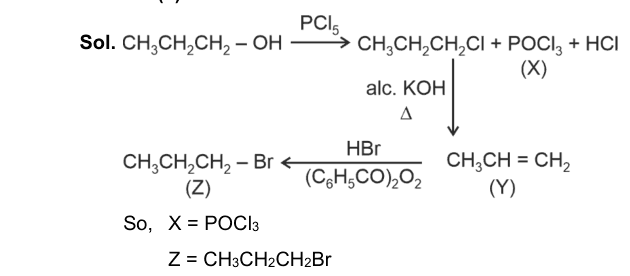 PCl₅
Sol. CH₃CH₂CH₂ – OH ⟶ CH₃CH₂CH₂Cl + POCl₃ + HCl
(X)
alc. KOH
Δ
HBr
CH₃CH₂CH₂ – Br ⟵ CH₃CH = CH₂
(C₆H₅CO)₂O₂
(Z) (Y)
So, X = POCl₃
Z = CH₃CH₂CH₂Br